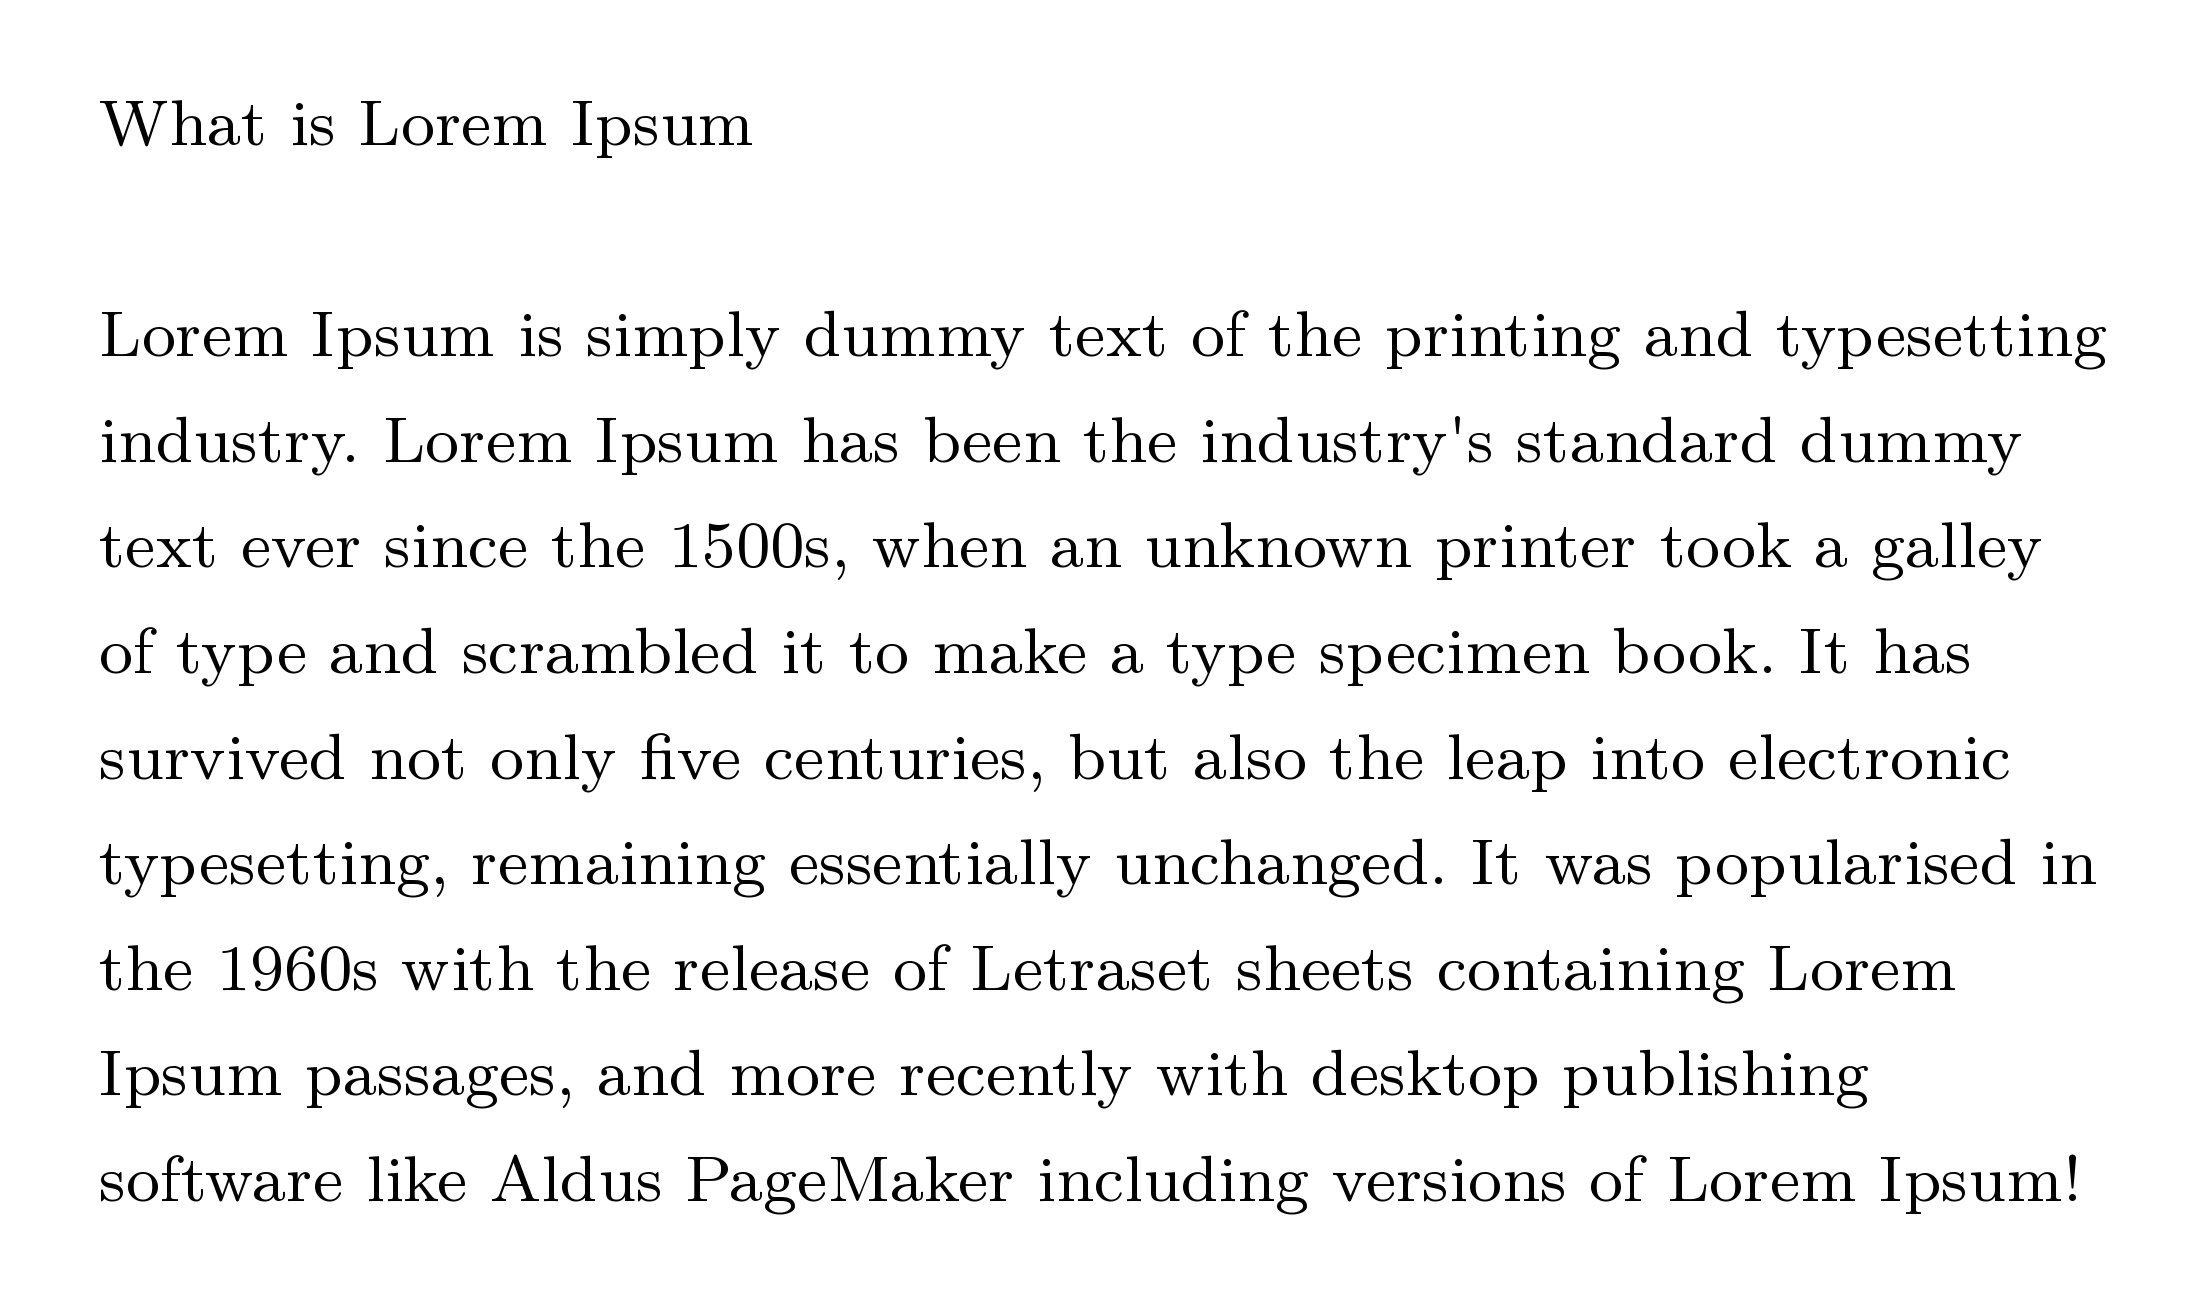 What is Lorem Ipsum
Lorem Ipsum is simply dummy text of the printing and typesetting
industry. Lorem Ipsum has been the industry's standard dummy
text ever since the 1500s, when an unknown printer took a galley
of type and scrambled it to make a type specimen book. It has
survived not only five centuries, but also the leap into electronic
typesetting, remaining essentially unchanged. It was popularised in
the 1960s with the release of Letraset sheets containing Lorem
Ipsum passages, and more recently with desktop publishing
software like Aldus PageMaker including versions of Lorem Ipsum!